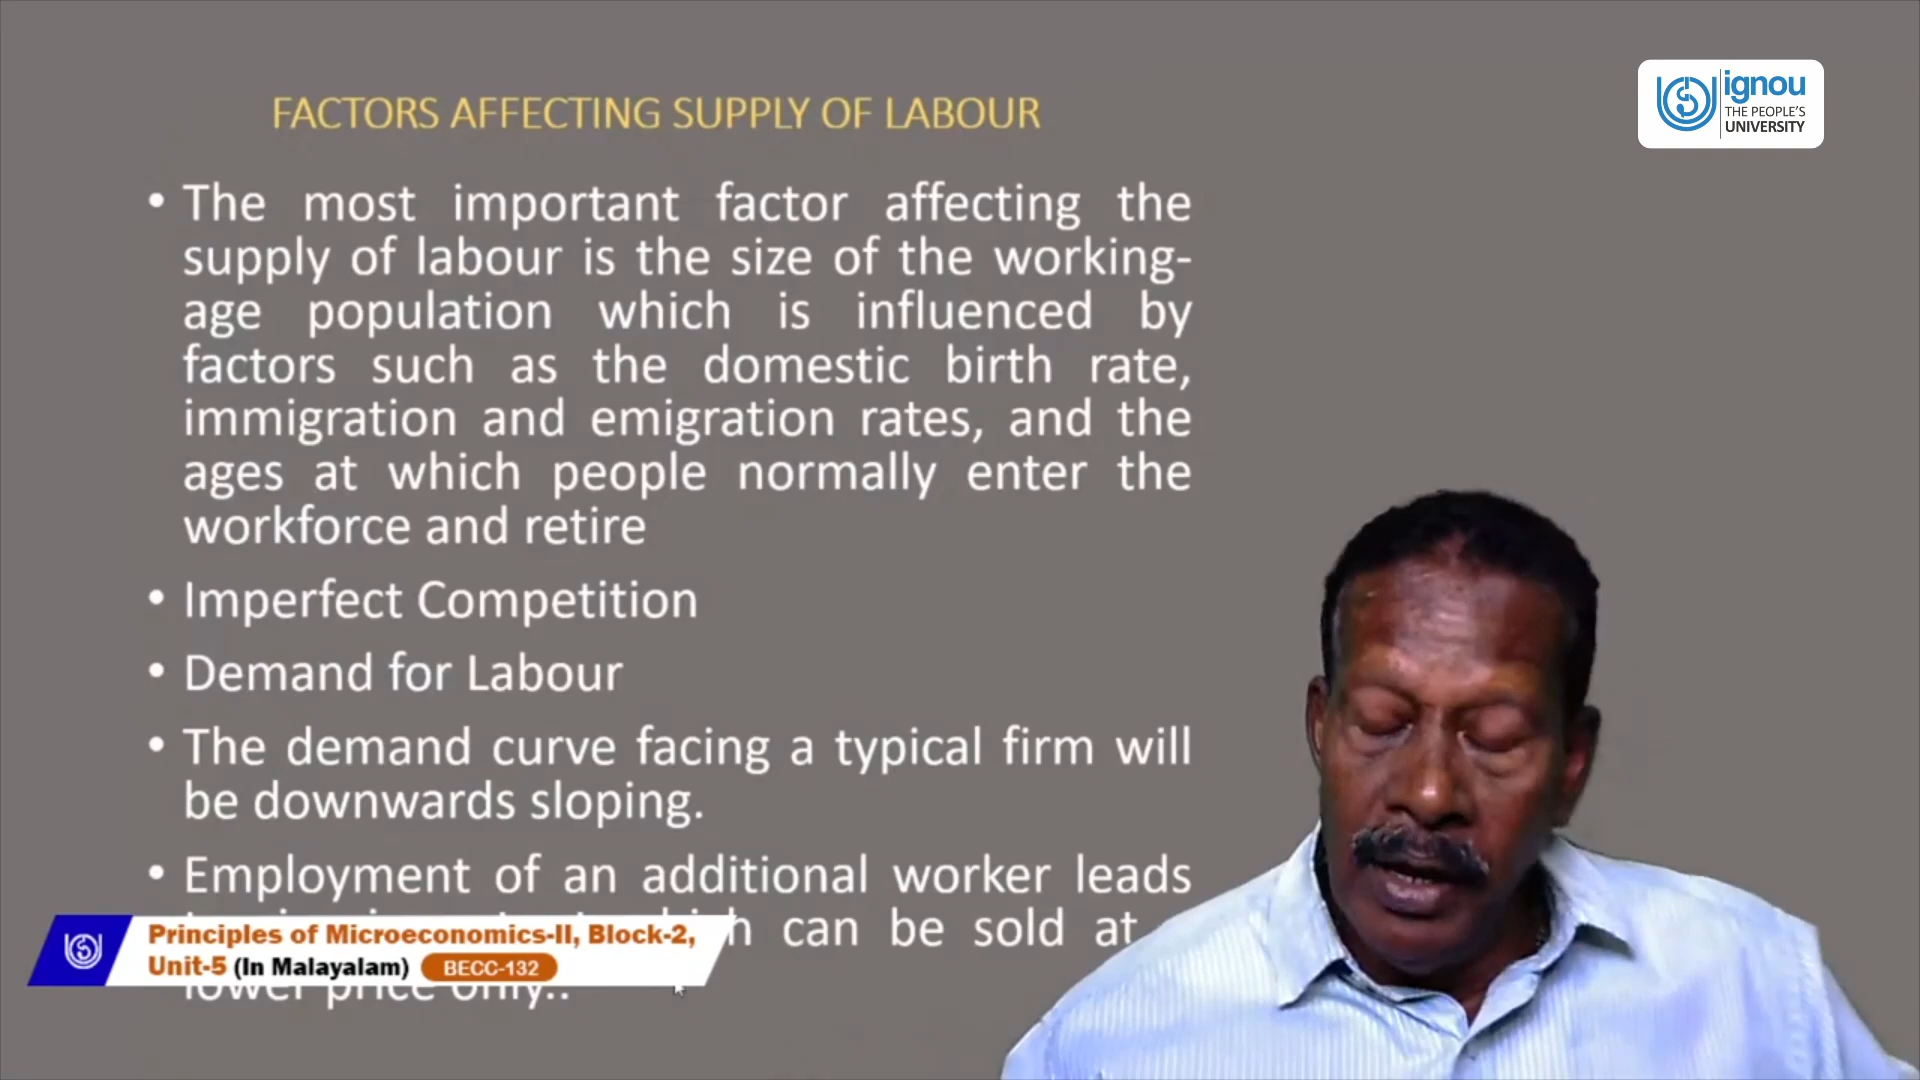 FACTORS AFFECTING SUPPLY OF LABOUR
ignou
THE PEOPLE'S
UNIVERSITY
• The most important factor affecting the
supply of labour is the size of the working-
age population which is influenced by
factors such as the domestic birth rate,
immigration and emigration rates, and the
ages at which people normally enter the
workforce and retire
• Imperfect Competition
• Demand for Labour
• The demand curve facing a typical firm will
be downwards sloping.
• Employment of an additional worker leads
can be sold at
lower price only..
Principles of Microeconomics-II, Block-2,
Unit-5 (In Malayalam) BECC-132